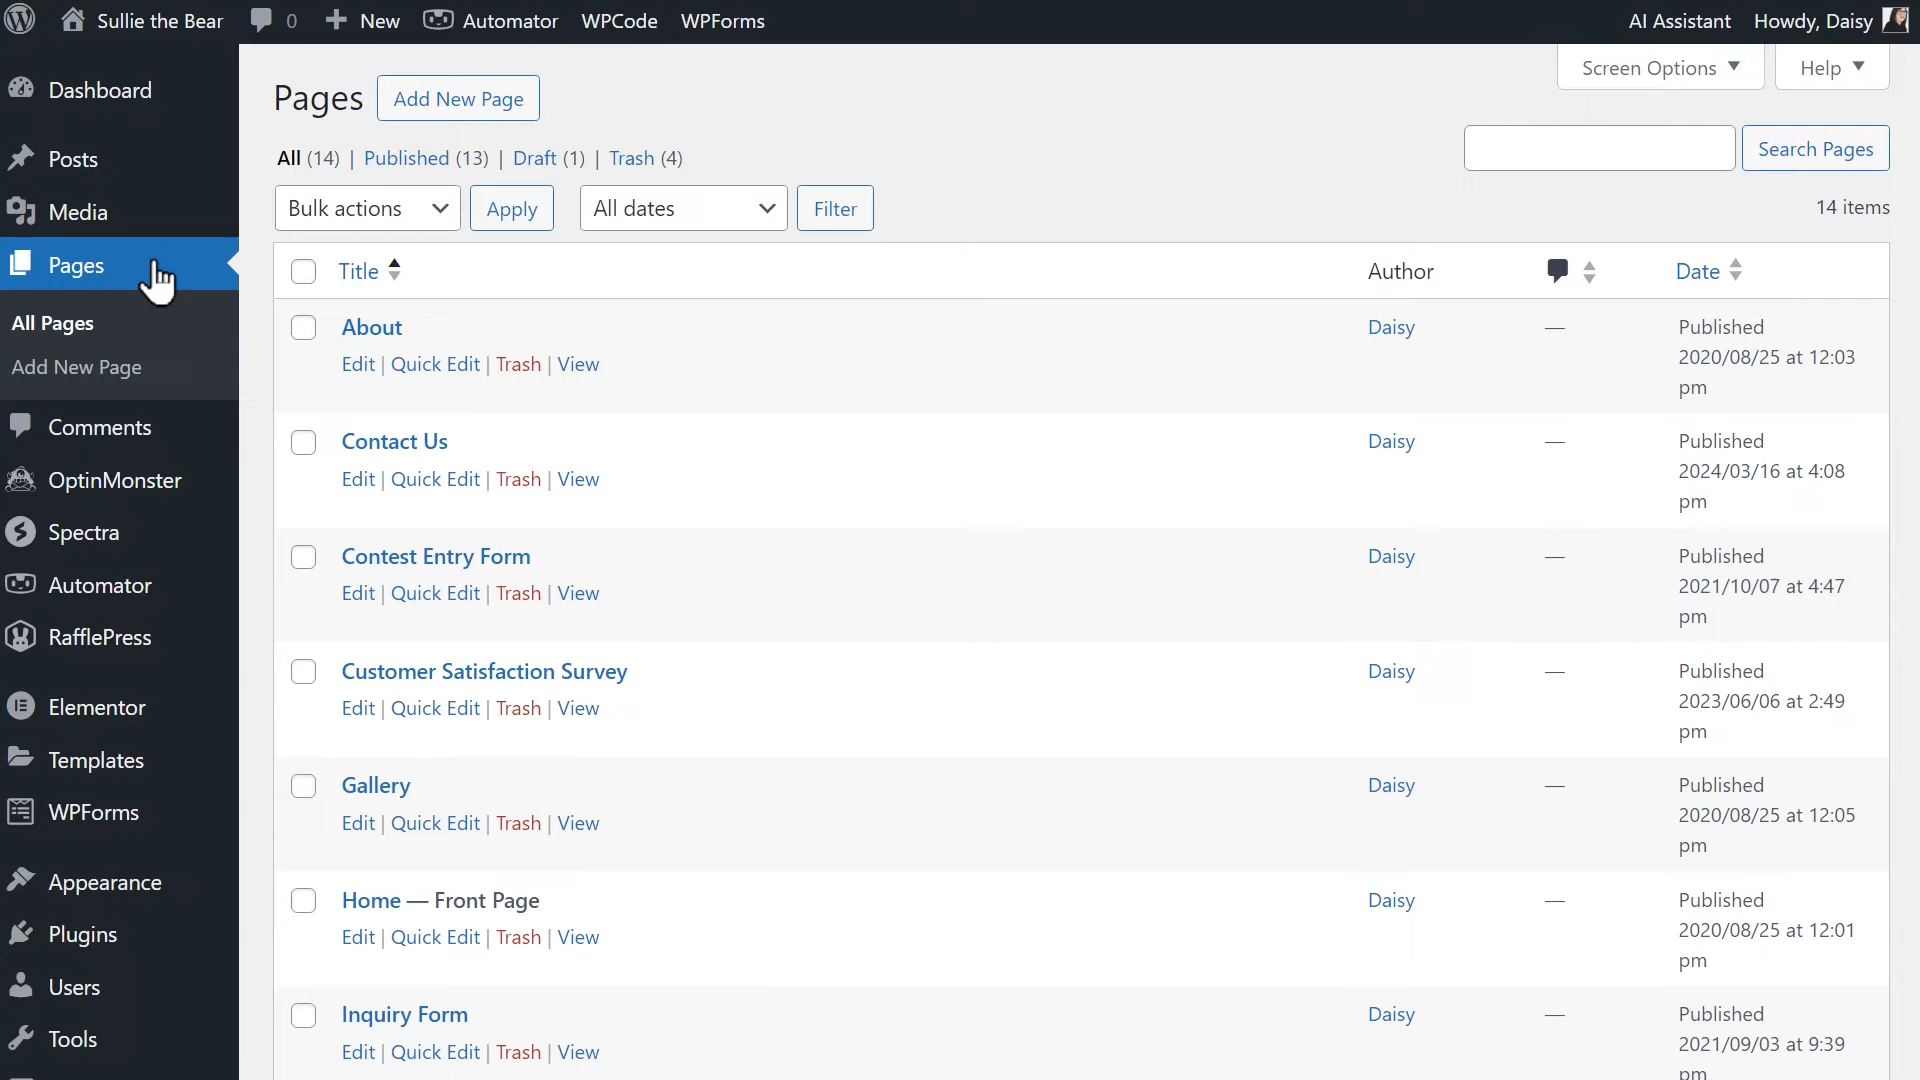 Sullie the Bear 0 New Automator WPCode WPForms AI Assistant Howdy, Daisy
Dashboard
Posts
Media
Pages
All Pages
Add New Page
Comments
OptinMonster
Spectra
Automator
RafflePress
Elementor
Templates
WPForms
Appearance
Plugins
Users
Tools
Screen Options Help
Pages Add New Page
All (14) | Published (13) | Draft (1) | Trash (4)
Search Pages
Bulk actions Apply All dates Filter 14 items
Title Author Date
About Daisy — Published
Edit | Quick Edit | Trash | View 2020/08/25 at 12:03
pm
Contact Us Daisy — Published
Edit | Quick Edit | Trash | View 2024/03/16 at 4:08
pm
Contest Entry Form Daisy — Published
Edit | Quick Edit | Trash | View 2021/10/07 at 4:47
pm
Customer Satisfaction Survey Daisy — Published
Edit | Quick Edit | Trash | View 2023/06/06 at 2:49
pm
Gallery Daisy — Published
Edit | Quick Edit | Trash | View 2020/08/25 at 12:05
pm
Home — Front Page Daisy — Published
Edit | Quick Edit | Trash | View 2020/08/25 at 12:01
pm
Inquiry Form Daisy — Published
Edit | Quick Edit | Trash | View 2021/09/03 at 9:39
pm